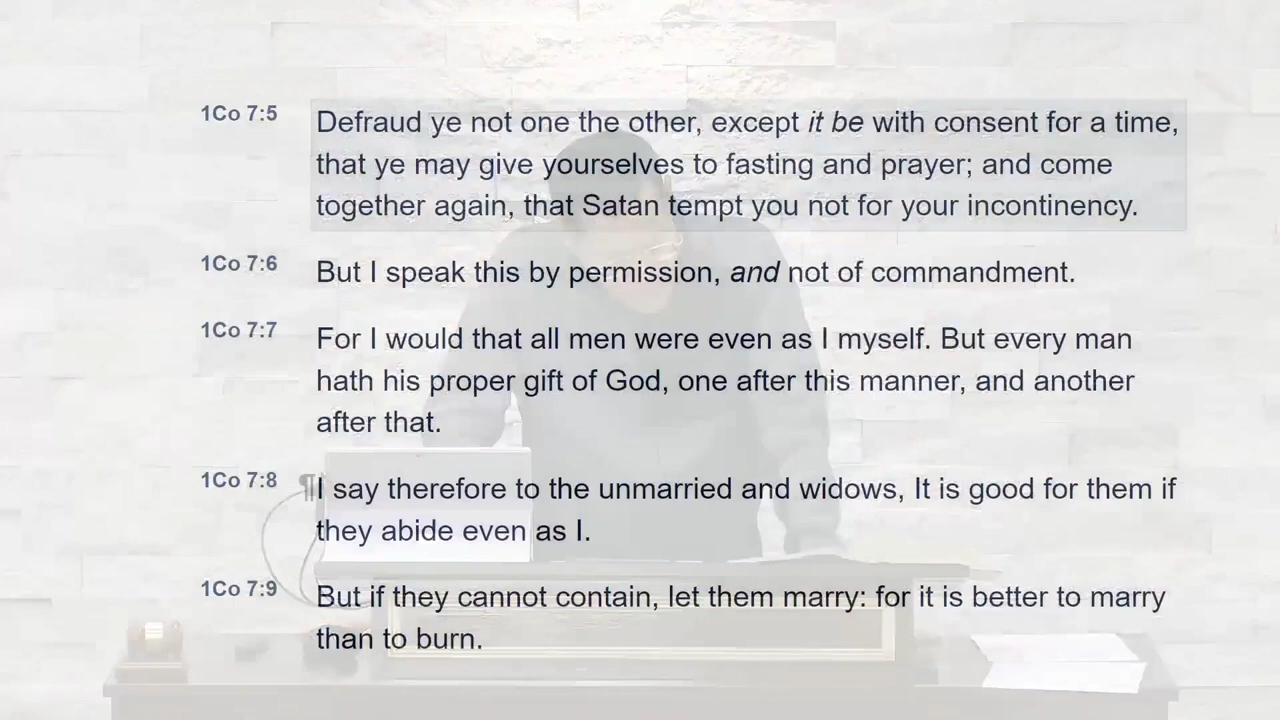 1Co 7:5 Defraud ye not one the other, except it be with consent for a time,
that ye may give yourselves to fasting and prayer; and come
together again, that Satan tempt you not for your incontinency.
1Co 7:6 But I speak this by permission, and not of commandment.
1Co 7:7 For I would that all men were even as I myself. But every man
hath his proper gift of God, one after this manner, and another
after that.
1Co 7:8 ¶I say therefore to the unmarried and widows, It is good for them if
they abide even as I.
1Co 7:9 But if they cannot contain, let them marry: for it is better to marry
than to burn.